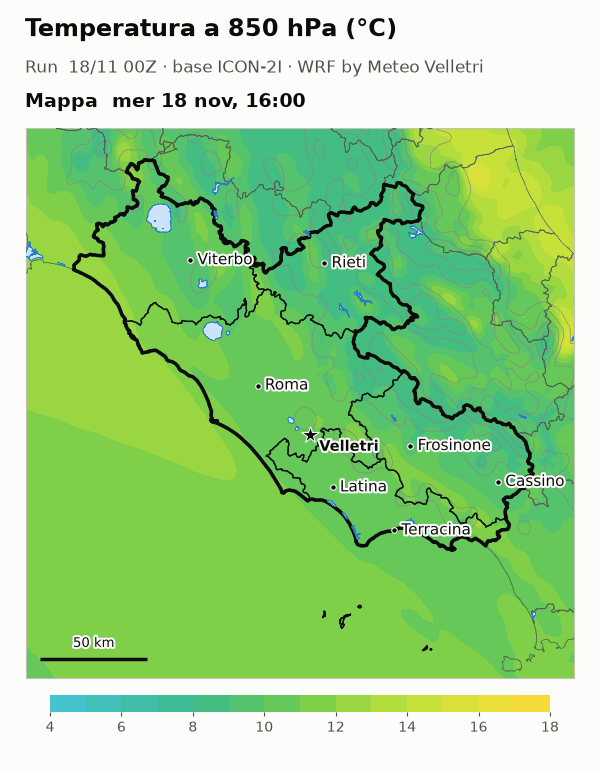 Temperatura a 850 hPa (°C)
Run  18/11 00Z · base ICON-2I · WRF by Meteo Velletri
Mappa  mer 18 nov, 16:00
Viterbo
Rieti
Roma
Velletri
Frosinone
Latina
Cassino
Terracina
50 km
4 6 8 10 12 14 16 18